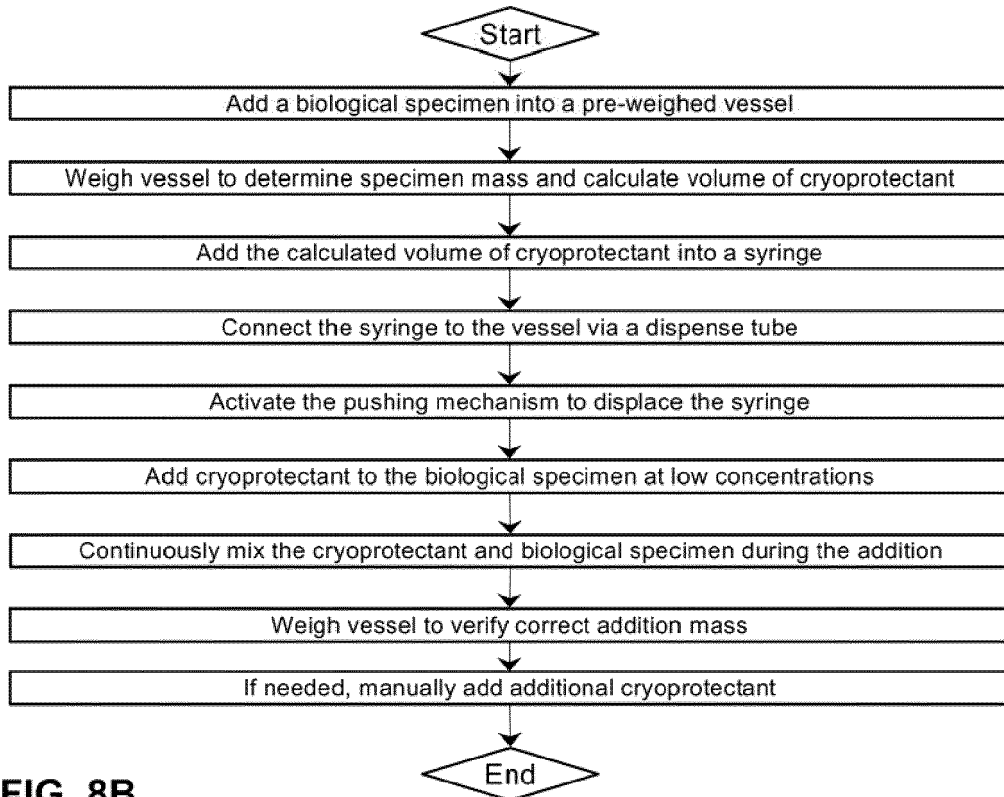 Start
Add a biological specimen into a pre-weighed vessel
Weigh vessel to determine specimen mass and calculate volume of cryoprotectant
Add the calculated volume of cryoprotectant into a syringe
Connect the syringe to the vessel via a dispense tube
Activate the pushing mechanism to displace the syringe
Add cryoprotectant to the biological specimen at low concentrations
Continuously mix the cryoprotectant and biological specimen during the addition
Weigh vessel to verify correct addition mass
If needed, manually add additional cryoprotectant
End
FIG. 8B